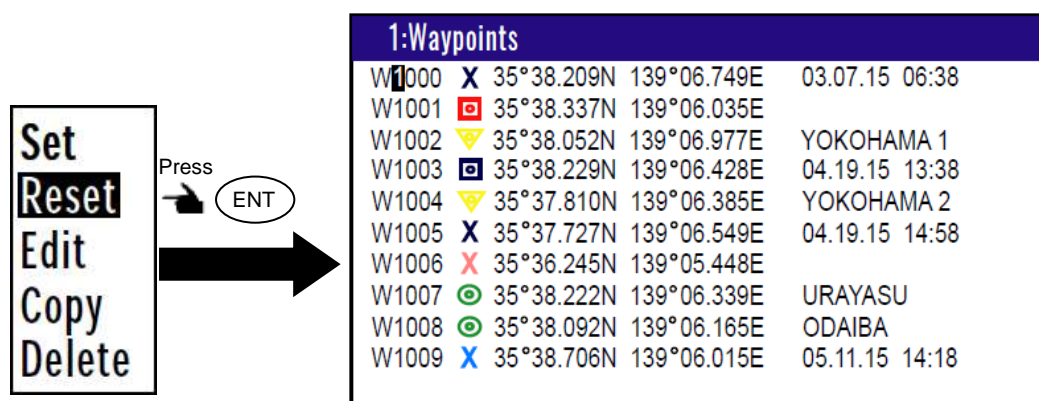 Set
Reset
Edit
Copy
Delete
Press
ENT
1:Waypoints
W1000 X 35°38.209N 139°06.749E 03.07.15 06:38
W1001 35°38.337N 139°06.035E
W1002 35°38.052N 139°06.977E YOKOHAMA 1
W1003 35°38.229N 139°06.428E 04.19.15 13:38
W1004 35°37.810N 139°06.385E YOKOHAMA 2
W1005 X 35°37.727N 139°06.549E 04.19.15 14:58
W1006 X 35°36.245N 139°05.448E
W1007 35°38.222N 139°06.339E URAYASU
W1008 35°38.092N 139°06.165E ODAIBA
W1009 X 35°38.706N 139°06.015E 05.11.15 14:18